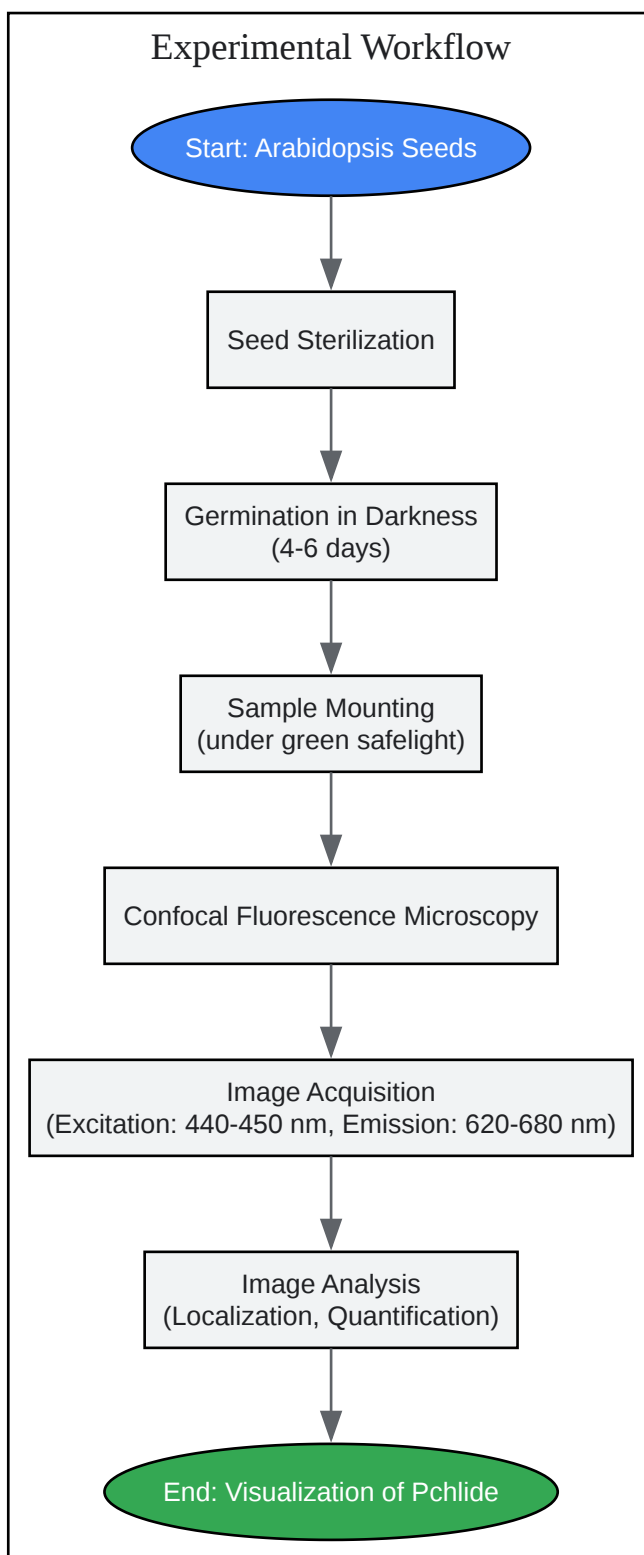 Experimental Workflow
Start: Arabidopsis Seeds
Seed Sterilization
Germination in Darkness
(4-6 days)
Sample Mounting
(under green safelight)
Confocal Fluorescence Microscopy
Image Acquisition
(Excitation: 440-450 nm, Emission: 620-680 nm)
Image Analysis
(Localization, Quantification)
End: Visualization of Pchlide